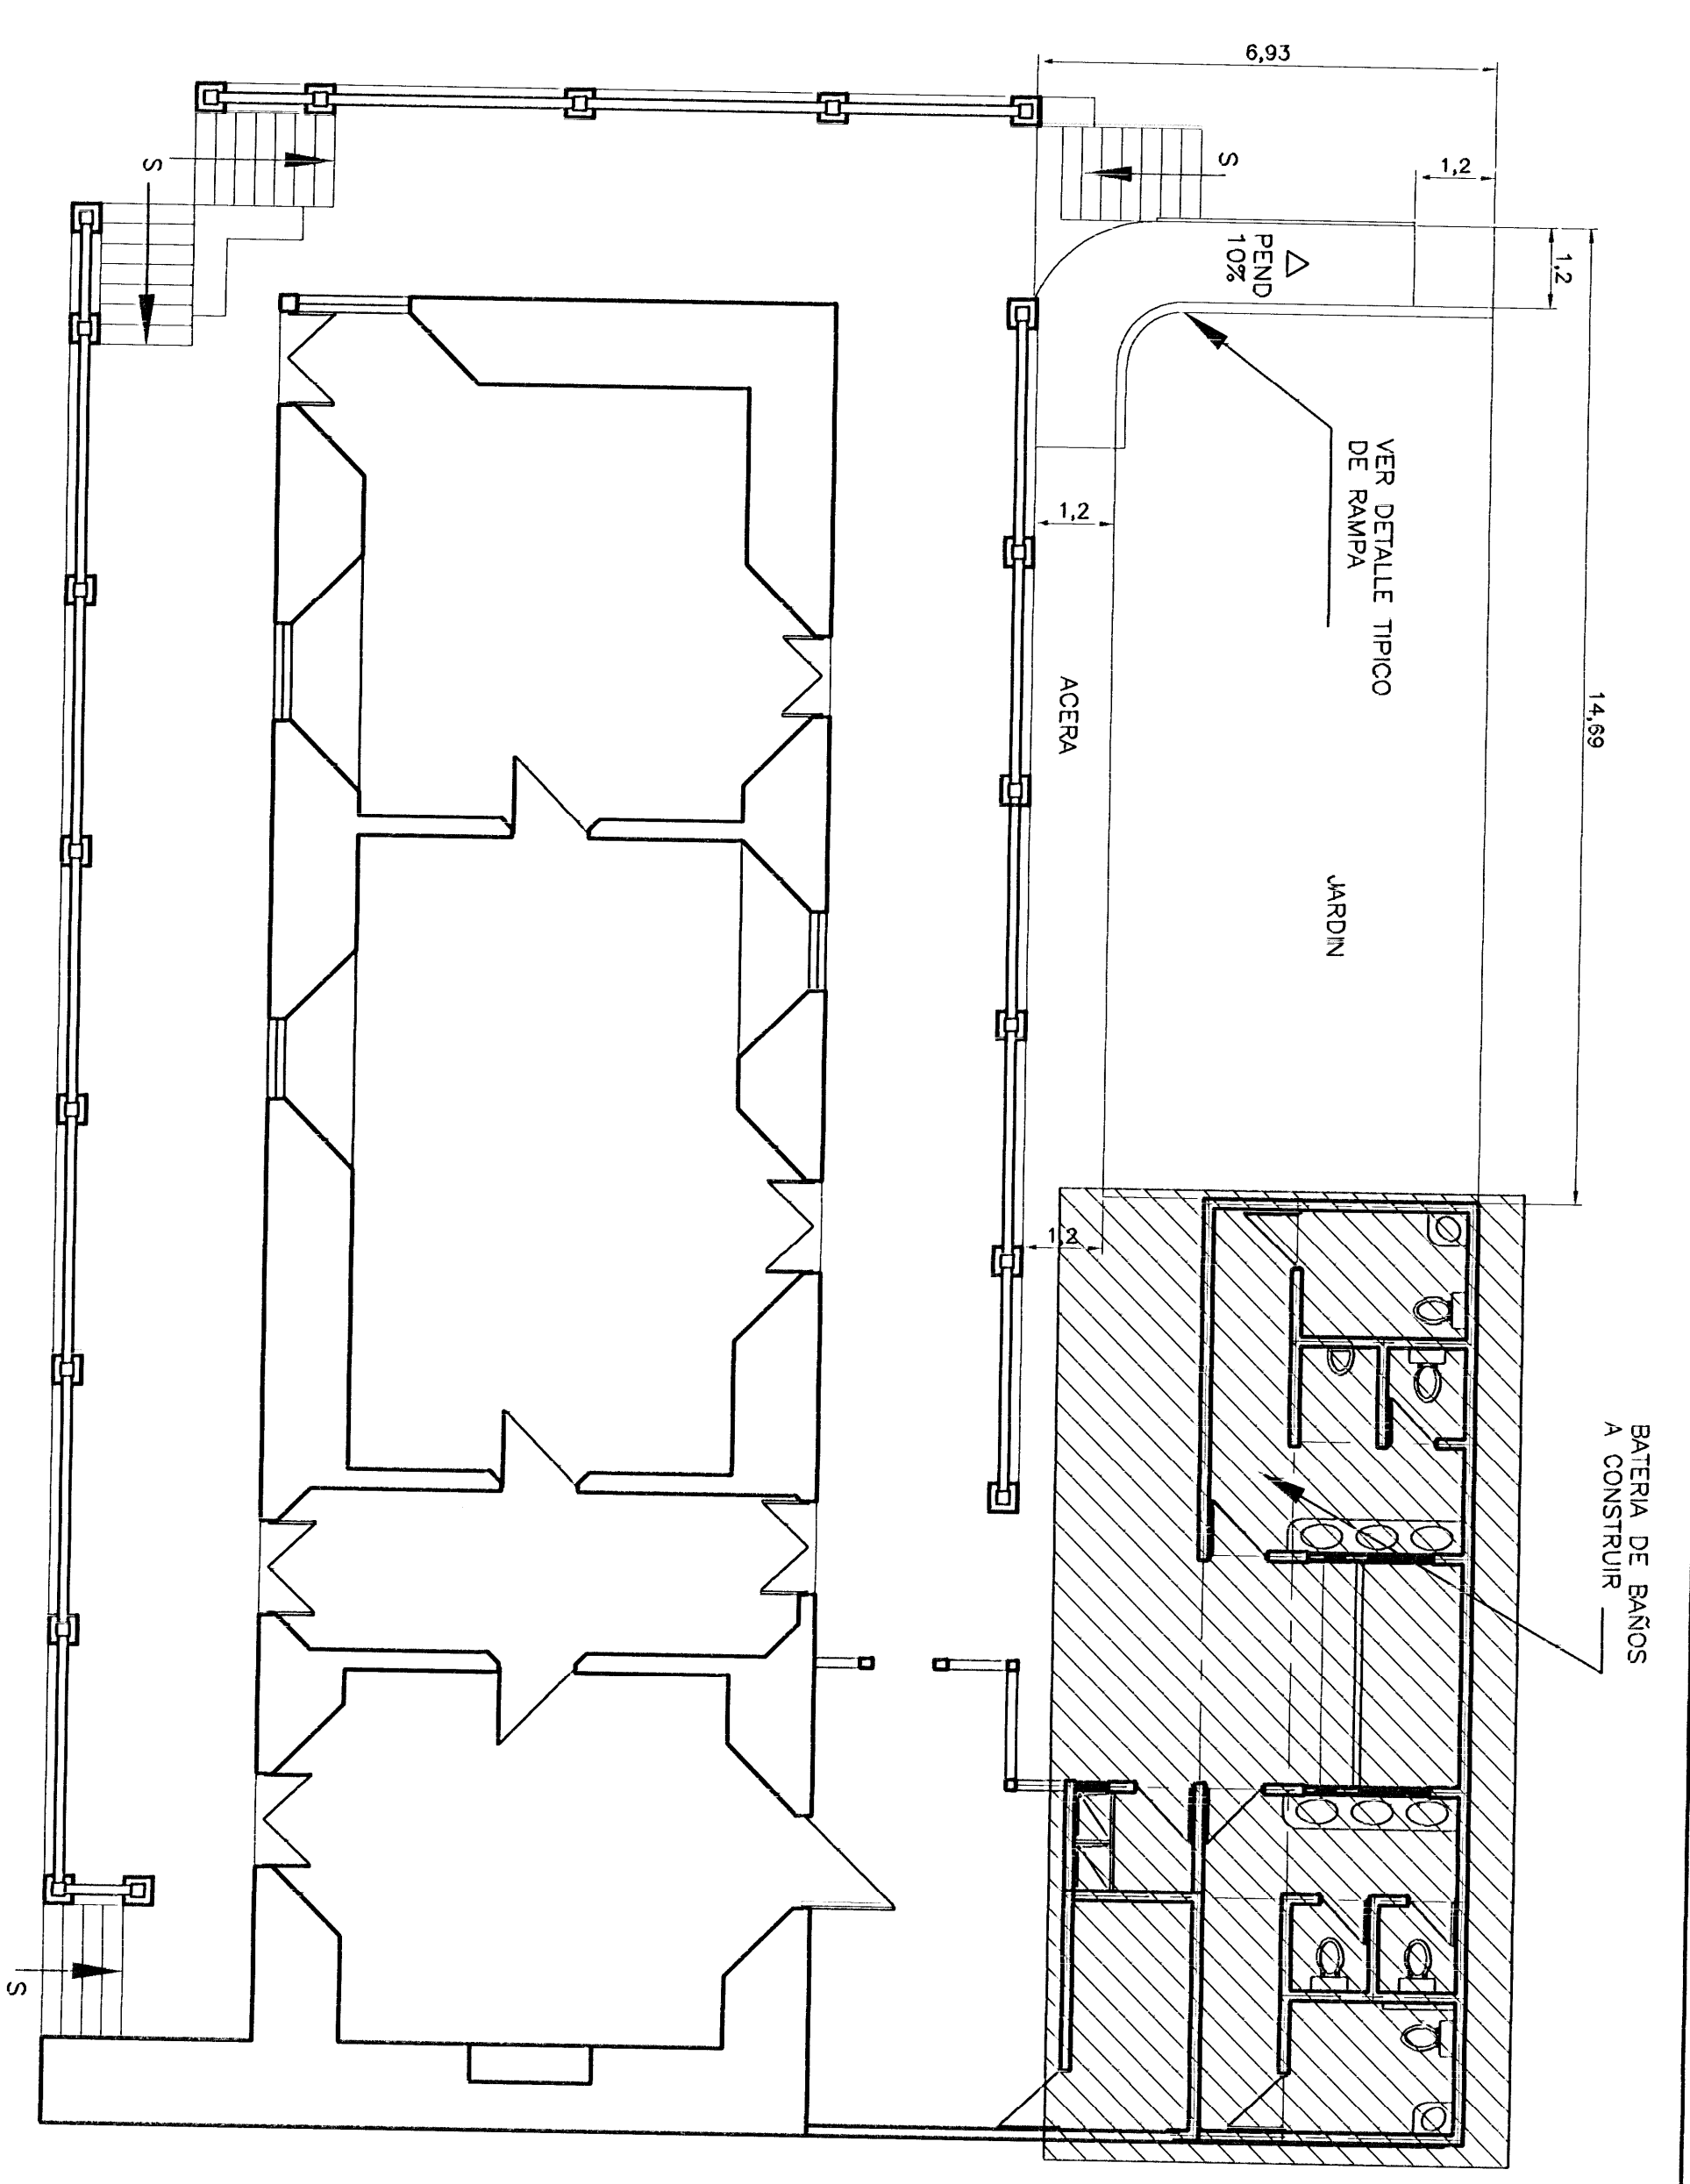 6,93
1,2
S
S
1,2
PEND
10%
14,69
VER DETALLE TIPICO
DE RAMPA
1,2
ACERA
JARDIN
1,2
BATERIA DE BAÑOS
A CONSTRUIR
S